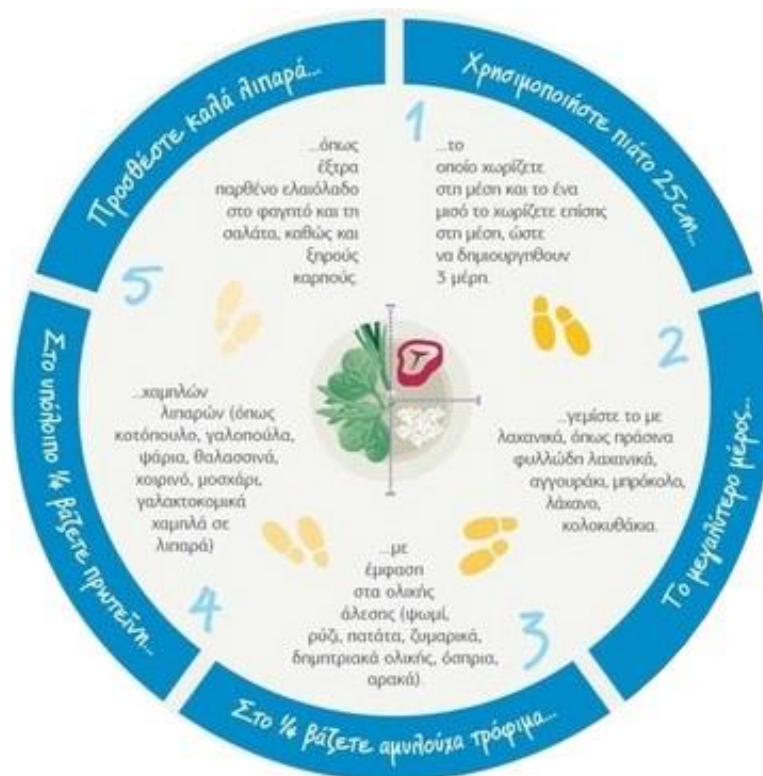 Χρησιμοποιήστε πιάτο 25cm...
1
...το
οποίο χωρίζετε
στη μέση και το ένα
μισό το χωρίζετε επίσης
στη μέση, ώστε
να δημιουργηθουν
3 μέρη.
Το μεγαλύτερο μέρος...
2
...γεμίστε το με
λαχανικά, όπως πράσινα
φυλλώδη λαχανικά,
αγγουράκι, μπρόκολο,
λάχανο,
κολοκυθάκια.
Στο ¼ βάζετε αμυλούχα τρόφιμα...
3
...με
έμφαση
στα ολικής
άλεσης (ψωμί,
ρύζι, πατάτα, ζυμαρικά,
δημητριακά ολικής, όσπρια,
αρακά).
Στο υπόλοιπο ¼ βάζετε πρωτεΐνη...
4
...χαμηλών
λιπαρών (όπως
κοτόπουλο, γαλοπούλα,
ψάρια, θαλασσινά,
χοιρινό, μοσχάρι,
γαλακτοκομικά
χαμηλά σε
λιπαρά)
Προσθέστε καλά λιπαρά...
5
...όπως
έξτρα
παρθένο ελαιόλαδο
στο φαγητό και τη
σαλάτα, καθώς και
ξηρούς
καρπούς.